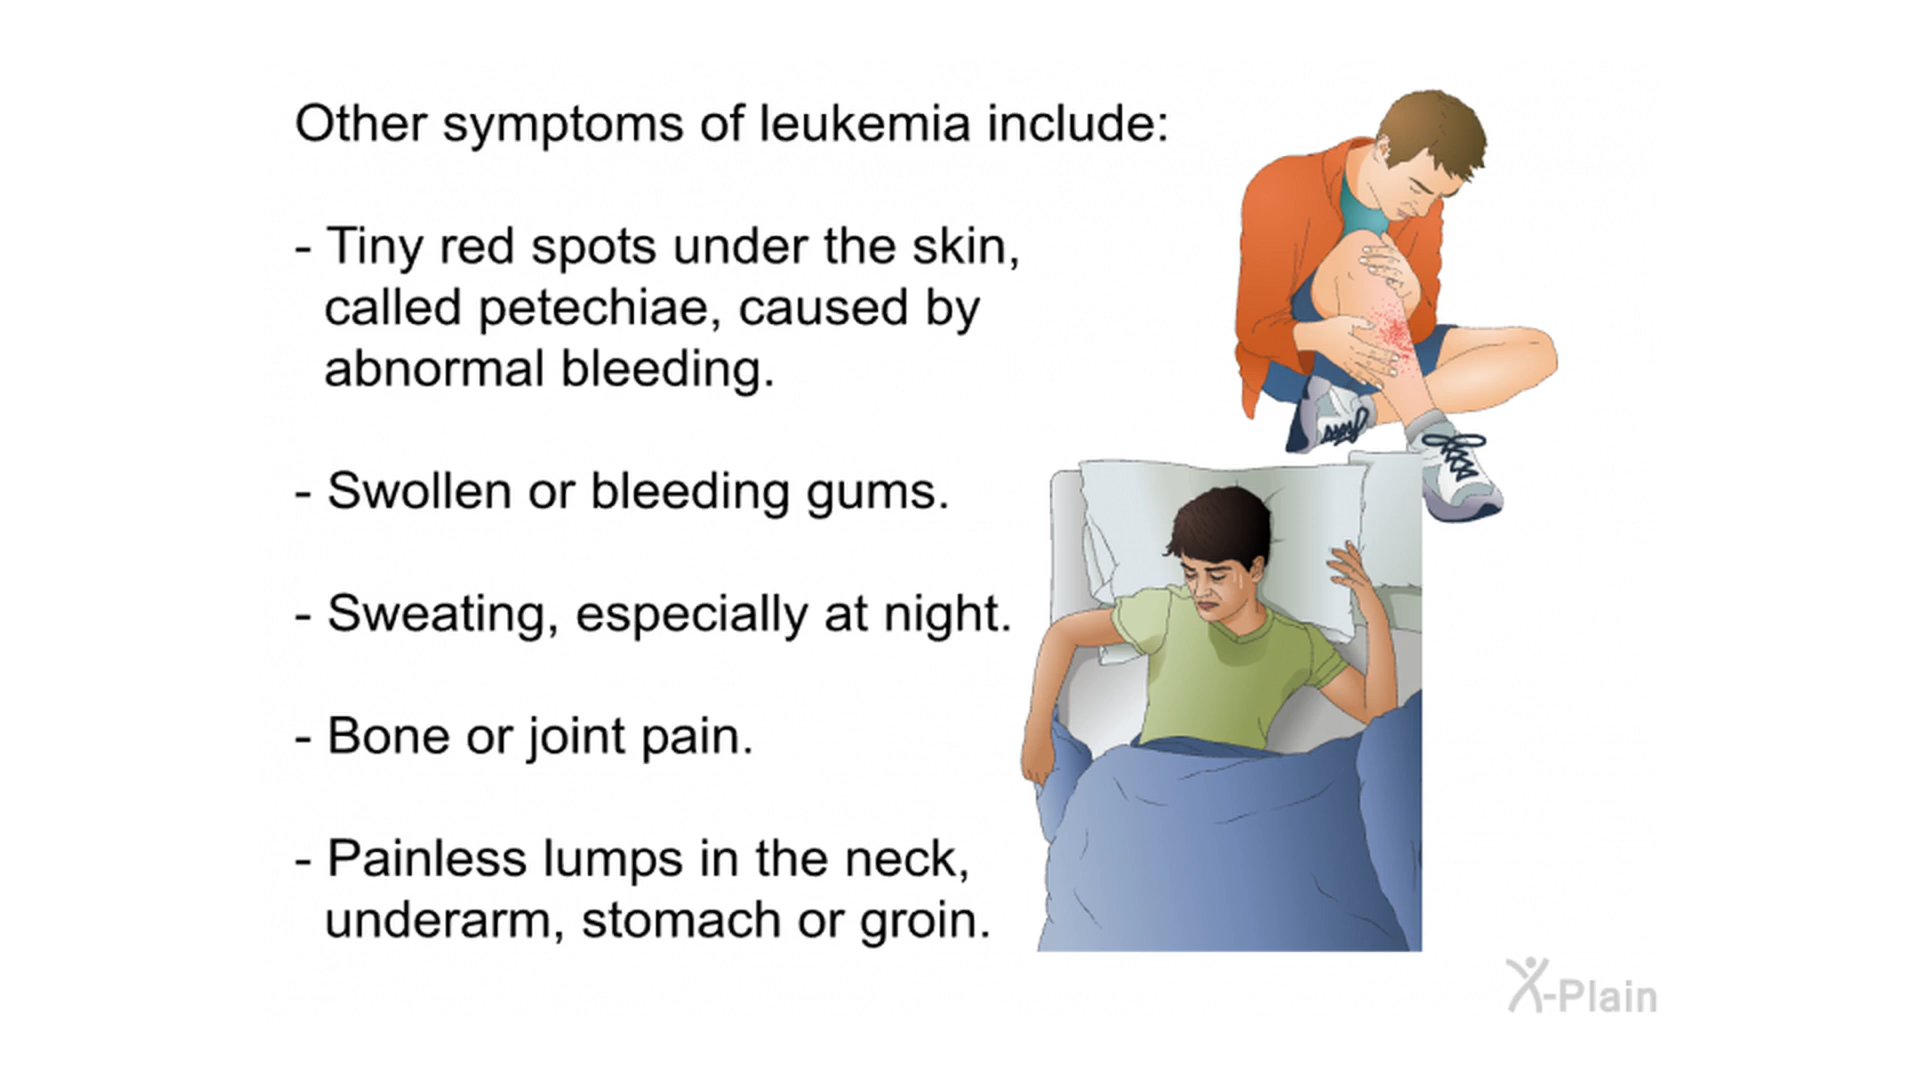 Other symptoms of leukemia include:
- Tiny red spots under the skin,
called petechiae, caused by
abnormal bleeding.
- Swollen or bleeding gums.
- Sweating, especially at night.
- Bone or joint pain.
- Painless lumps in the neck,
underarm, stomach or groin.
X-Plain